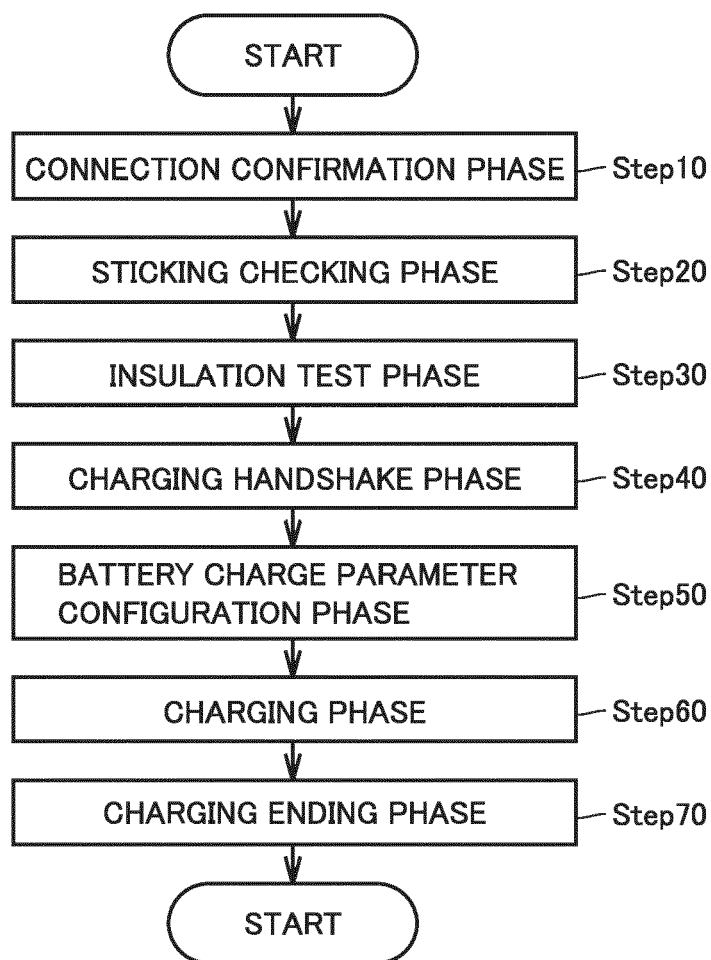 START
CONNECTION CONFIRMATION PHASE Step10
STICKING CHECKING PHASE Step20
INSULATION TEST PHASE Step30
CHARGING HANDSHAKE PHASE Step40
BATTERY CHARGE PARAMETER
CONFIGURATION PHASE Step50
CHARGING PHASE Step60
CHARGING ENDING PHASE Step70
START